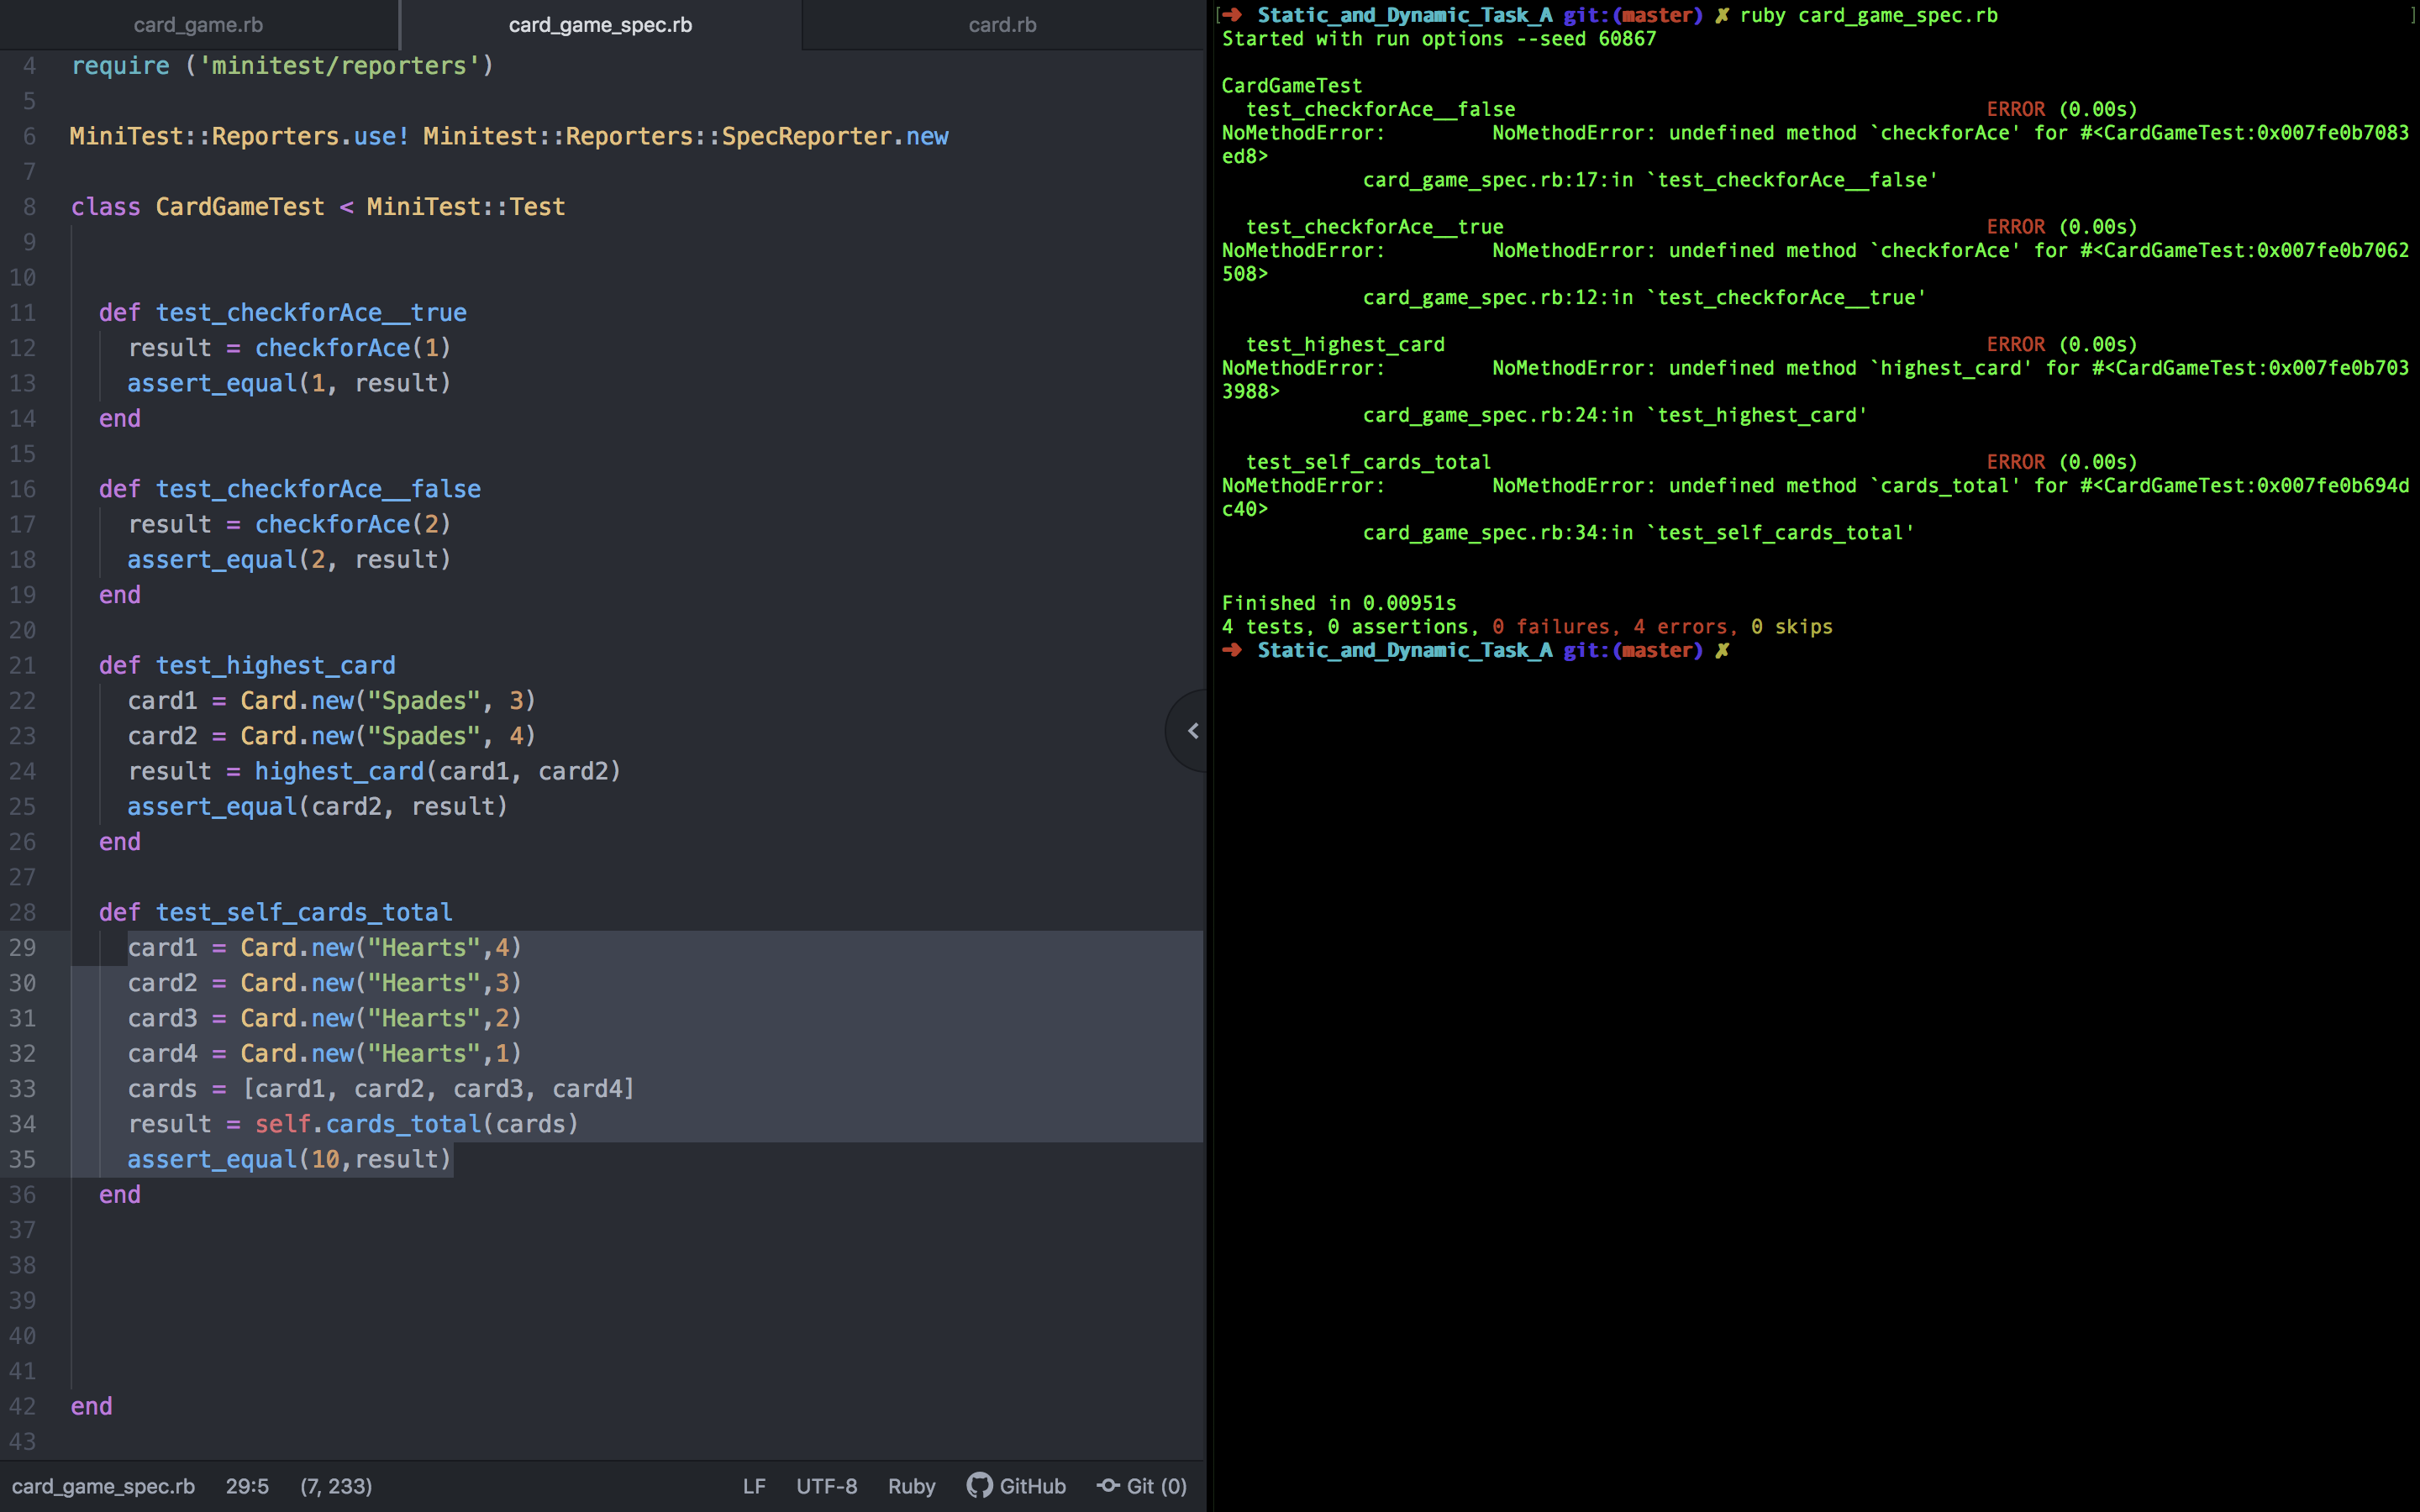 card_game.rb
card_game_spec.rb
card.rb
4 require ('minitest/reporters')
5
6 MiniTest::Reporters.use! Minitest::Reporters::SpecReporter.new
7
8 class CardGameTest < MiniTest::Test
9
10
11 def test_checkforAce__true
12 result = checkforAce(1)
13 assert_equal(1, result)
14 end
15
16 def test_checkforAce__false
17 result = checkforAce(2)
18 assert_equal(2, result)
19 end
20
21 def test_highest_card
22 card1 = Card.new("Spades", 3)
23 card2 = Card.new("Spades", 4)
24 result = highest_card(card1, card2)
25 assert_equal(card2, result)
26 end
27
28 def test_self_cards_total
29 card1 = Card.new("Hearts",4)
30 card2 = Card.new("Hearts",3)
31 card3 = Card.new("Hearts",2)
32 card4 = Card.new("Hearts",1)
33 cards = [card1, card2, card3, card4]
34 result = self.cards_total(cards)
35 assert_equal(10,result)
36 end
37
38
39
40
41
42 end
43
card_game_spec.rb 29:5 (7, 233) LF UTF-8 Ruby GitHub Git (0)
[➜ Static_and_Dynamic_Task_A git:(master) ✗ ruby card_game_spec.rb ]
Started with run options --seed 60867
CardGameTest
test_checkforAce__false ERROR (0.00s)
NoMethodError: NoMethodError: undefined method `checkforAce' for #<CardGameTest:0x007fe0b7083
ed8>
card_game_spec.rb:17:in `test_checkforAce__false'
test_checkforAce__true ERROR (0.00s)
NoMethodError: NoMethodError: undefined method `checkforAce' for #<CardGameTest:0x007fe0b7062
508>
card_game_spec.rb:12:in `test_checkforAce__true'
test_highest_card ERROR (0.00s)
NoMethodError: NoMethodError: undefined method `highest_card' for #<CardGameTest:0x007fe0b703
3988>
card_game_spec.rb:24:in `test_highest_card'
test_self_cards_total ERROR (0.00s)
NoMethodError: NoMethodError: undefined method `cards_total' for #<CardGameTest:0x007fe0b694d
c40>
card_game_spec.rb:34:in `test_self_cards_total'
Finished in 0.00951s
4 tests, 0 assertions, 0 failures, 4 errors, 0 skips
➜ Static_and_Dynamic_Task_A git:(master) ✗